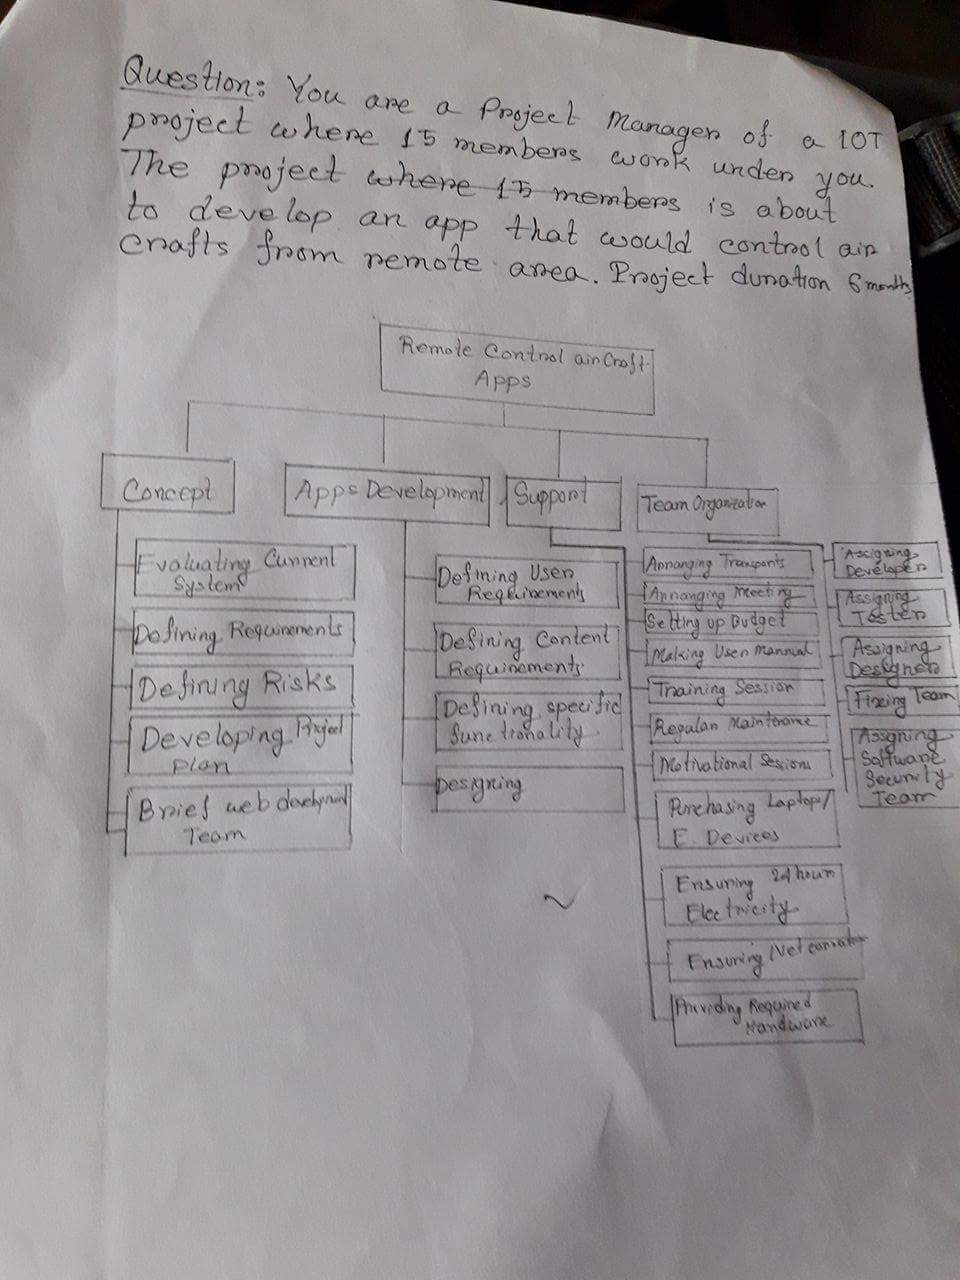 Question: You are a Project Manager of a IOT
project where 15 members work under you.
The project where 15 members is about
to develop an app that would control air
crafts from remote area. Project duration 6 months
Remote Control air Craft
Apps
Concept
Apps Development
Support
Team Organization
Evaluating Current
System
Defining Requirements
Defining Risks
Developing Project
Plan
Brief web development
Team
Defining User
Requirements
Defining Content
Requirements
Defining specific
functionality
Designing
Arranging Transports
Arranging Meeting
Setting up Budget
Making User Mannual
Training Session
Regular Maintenance
Motivational Sessions
Purchasing Laptops/
E. Devices
Ensuring 24 hour
Electricity
Ensuring Net
Providing Required
Hardware
Assigning
Developer
Assigning
Tester
Assigning
Designer
Fixing Team
Assigning
Software
Security
Team